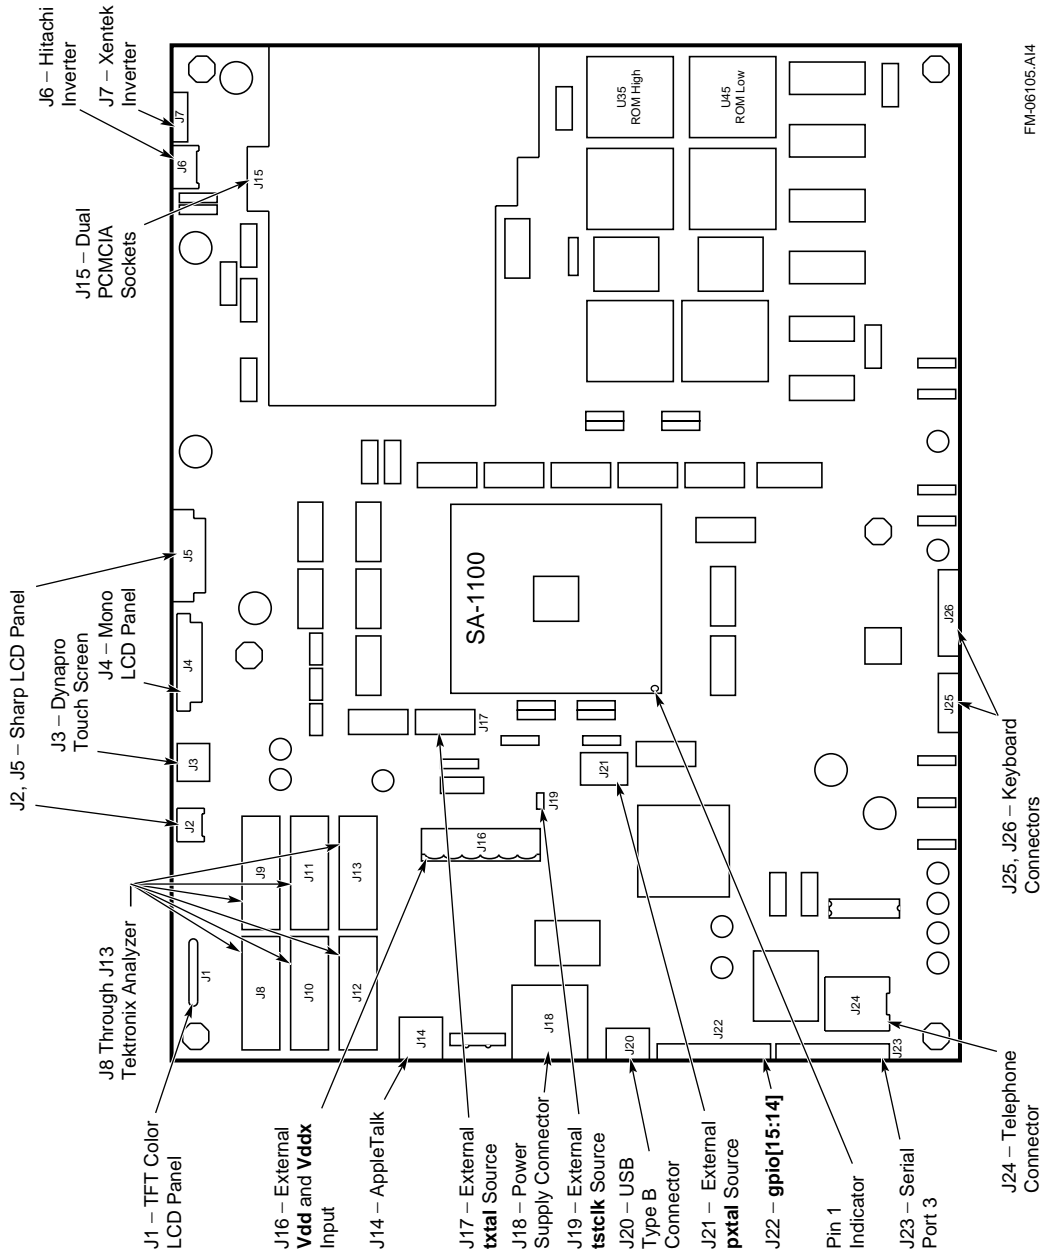 J1 – TFT Color
LCD Panel
J8 Through J13
Tektronix Analyzer
J2, J5 – Sharp LCD Panel
J3 – Dynapro
Touch Screen
J4 – Mono
LCD Panel
J15 – Dual
PCMCIA
Sockets
J6 – Hitachi
Inverter
J7 – Xentek
Inverter
J16 – External
Vdd and Vddx
Input
J14 – AppleTalk
J17 – External
txtal Source
J18 – Power
Supply Connector
J19 – External
tstclk Source
J20 – USB
Type B
Connector
J21 – External
pxtal Source
J22 – gpio[15:14]
Pin 1
Indicator
J23 – Serial
Port 3
J24 – Telephone
Connector
J25, J26 – Keyboard
Connectors
J1
J2
J3
J4
J5
J6
J7
J8
J9
J10
J11
J12
J13
J14
J15
J16
J17
J18
J19
J20
J21
J22
J23
J24
J25
J26
SA-1100
U35
ROM High
U45
ROM Low
FM-06105.AI4